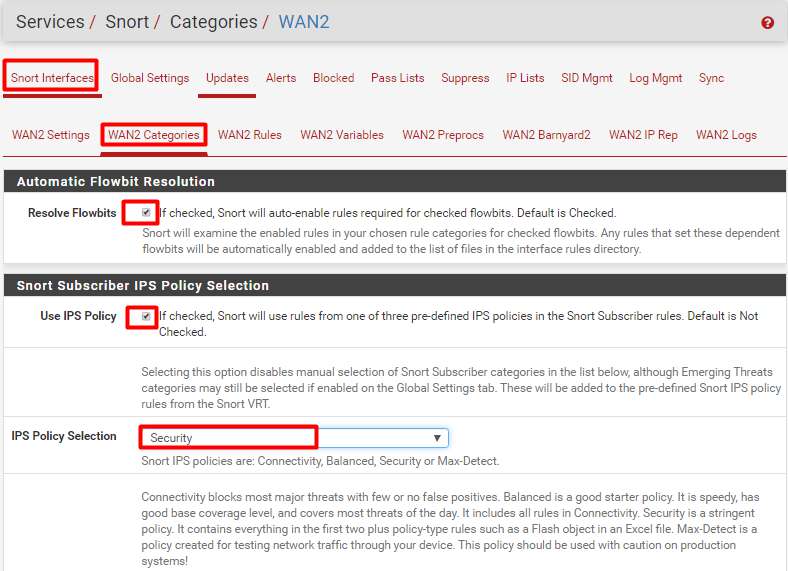 Services / Snort / Categories / WAN2
Snort Interfaces Global Settings Updates Alerts Blocked Pass Lists Suppress IP Lists SID Mgmt Log Mgmt Sync
WAN2 Settings WAN2 Categories WAN2 Rules WAN2 Variables WAN2 Preprocs WAN2 Barnyard2 WAN2 IP Rep WAN2 Logs
Automatic Flowbit Resolution
Resolve Flowbits If checked, Snort will auto-enable rules required for checked flowbits. Default is Checked.
Snort will examine the enabled rules in your chosen rule categories for checked flowbits. Any rules that set these dependent
flowbits will be automatically enabled and added to the list of files in the interface rules directory.
Snort Subscriber IPS Policy Selection
Use IPS Policy If checked, Snort will use rules from one of three pre-defined IPS policies in the Snort Subscriber rules. Default is Not
Checked.
Selecting this option disables manual selection of Snort Subscriber categories in the list below, although Emerging Threats
categories may still be selected if enabled on the Global Settings tab. These will be added to the pre-defined Snort IPS policy
rules from the Snort VRT.
IPS Policy Selection Security
Snort IPS policies are: Connectivity, Balanced, Security or Max-Detect.
Connectivity blocks most major threats with few or no false positives. Balanced is a good starter policy. It is speedy, has
good base coverage level, and covers most threats of the day. It includes all rules in Connectivity. Security is a stringent
policy. It contains everything in the first two plus policy-type rules such as a Flash object in an Excel file. Max-Detect is a
policy created for testing network traffic through your device. This policy should be used with caution on production
systems!